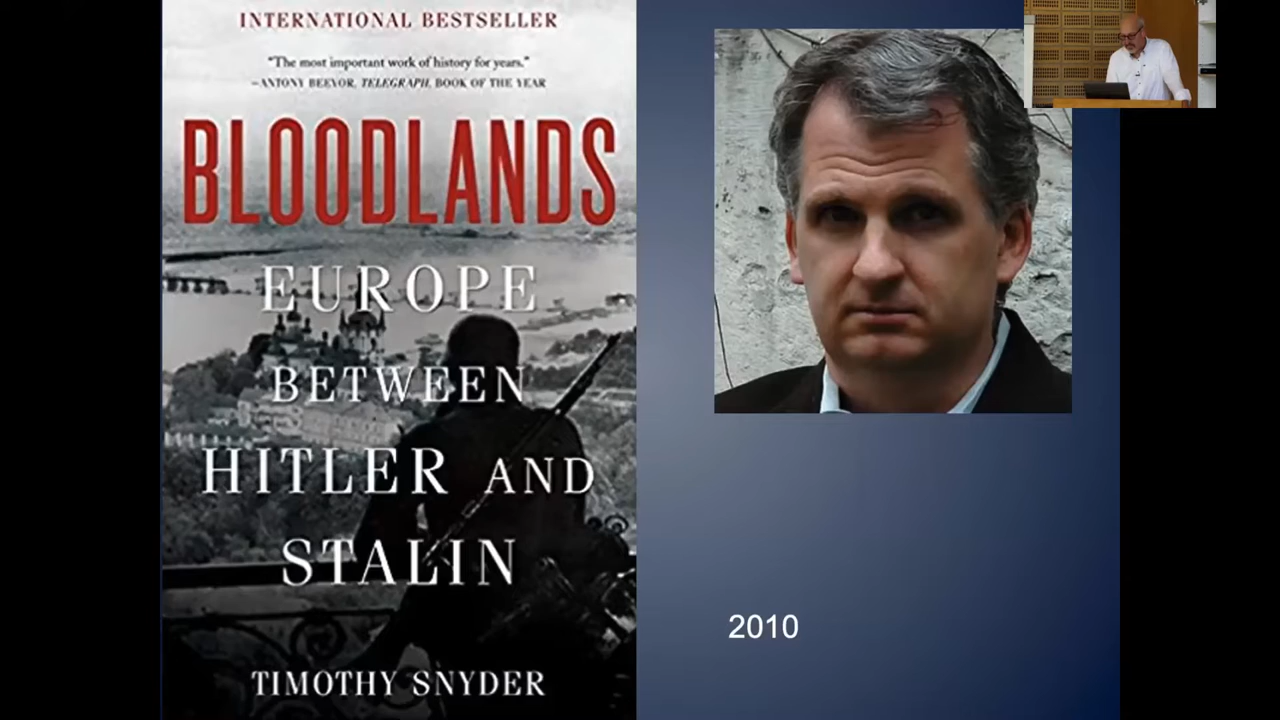 INTERNATIONAL BESTSELLER
“The most important work of history for years.”
—ANTONY BEEVOR, TELEGRAPH, BOOK OF THE YEAR
BLOODLANDS
EUROPE
BETWEEN
HITLER AND
STALIN
TIMOTHY SNYDER
2010